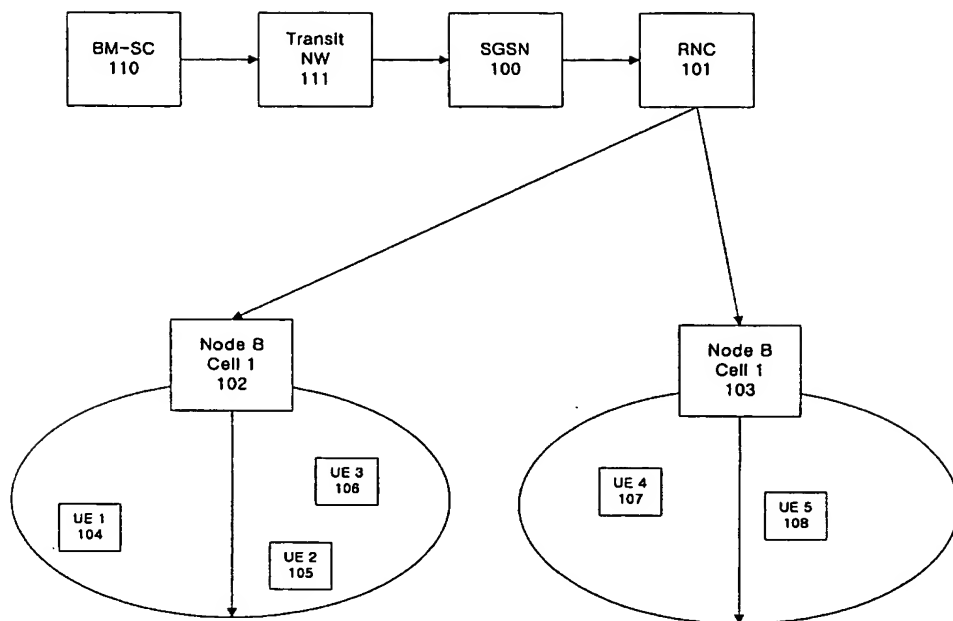 BM-SC
110
Transit
NW
111
SGSN
100
RNC
101
Node B
Cell 1
102
Node B
Cell 1
103
UE 1
104
UE 2
105
UE 3
106
UE 4
107
UE 5
108